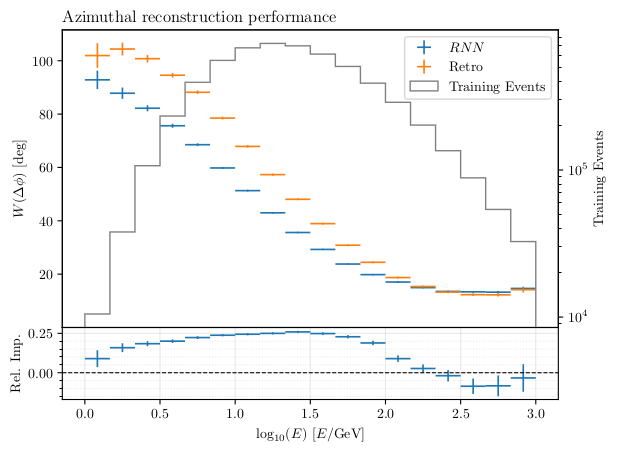 Azimuthal reconstruction performance
W(Δϕ) [deg]
100
80
60
40
20
RNN
Retro
Training Events
Training Events
10^5
10^4
Rel. Imp.
0.25
0.00
0.0 0.5 1.0 1.5 2.0 2.5 3.0
log10(E) [E/GeV]